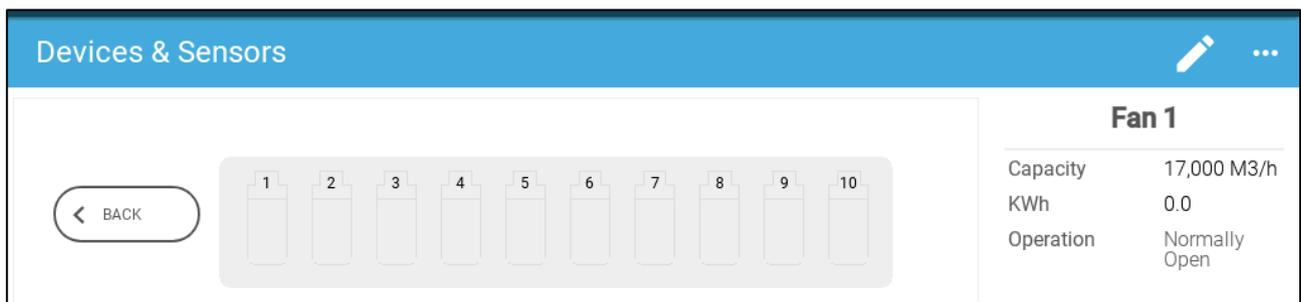 Devices & Sensors
BACK
1 2 3 4 5 6 7 8 9 10
Fan 1
Capacity 17,000 M3/h
KWh 0.0
Operation Normally
Open